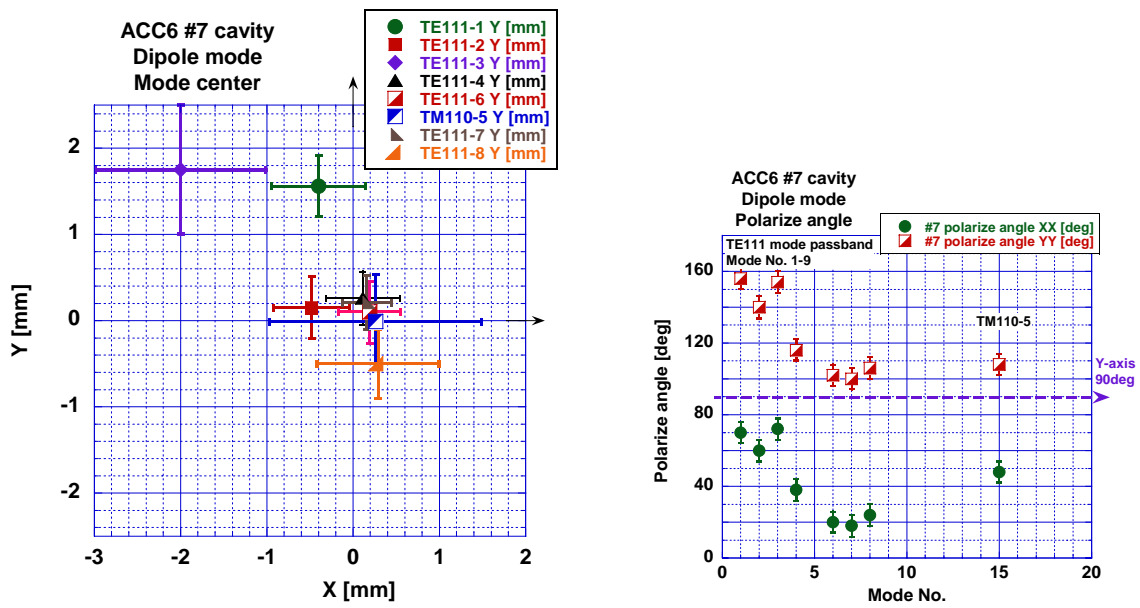 ACC6 #7 cavity
Dipole mode
Mode center
TE111-1 Y [mm]
TE111-2 Y [mm]
TE111-3 Y [mm]
TE111-4 Y [mm]
TE111-6 Y [mm]
TM110-5 Y [mm]
TE111-7 Y [mm]
TE111-8 Y [mm]
Y [mm]
2
1
0
-1
-2
-3 -2 -1 0 1 2
X [mm]
ACC6 #7 cavity
Dipole mode
Polarize angle
#7 polarize angle XX [deg]
#7 polarize angle YY [deg]
TE111 mode passband
Mode No. 1-9
TM110-5
Y-axis
90deg
Polarize angle [deg]
160
120
80
40
0
0 5 10 15 20
Mode No.